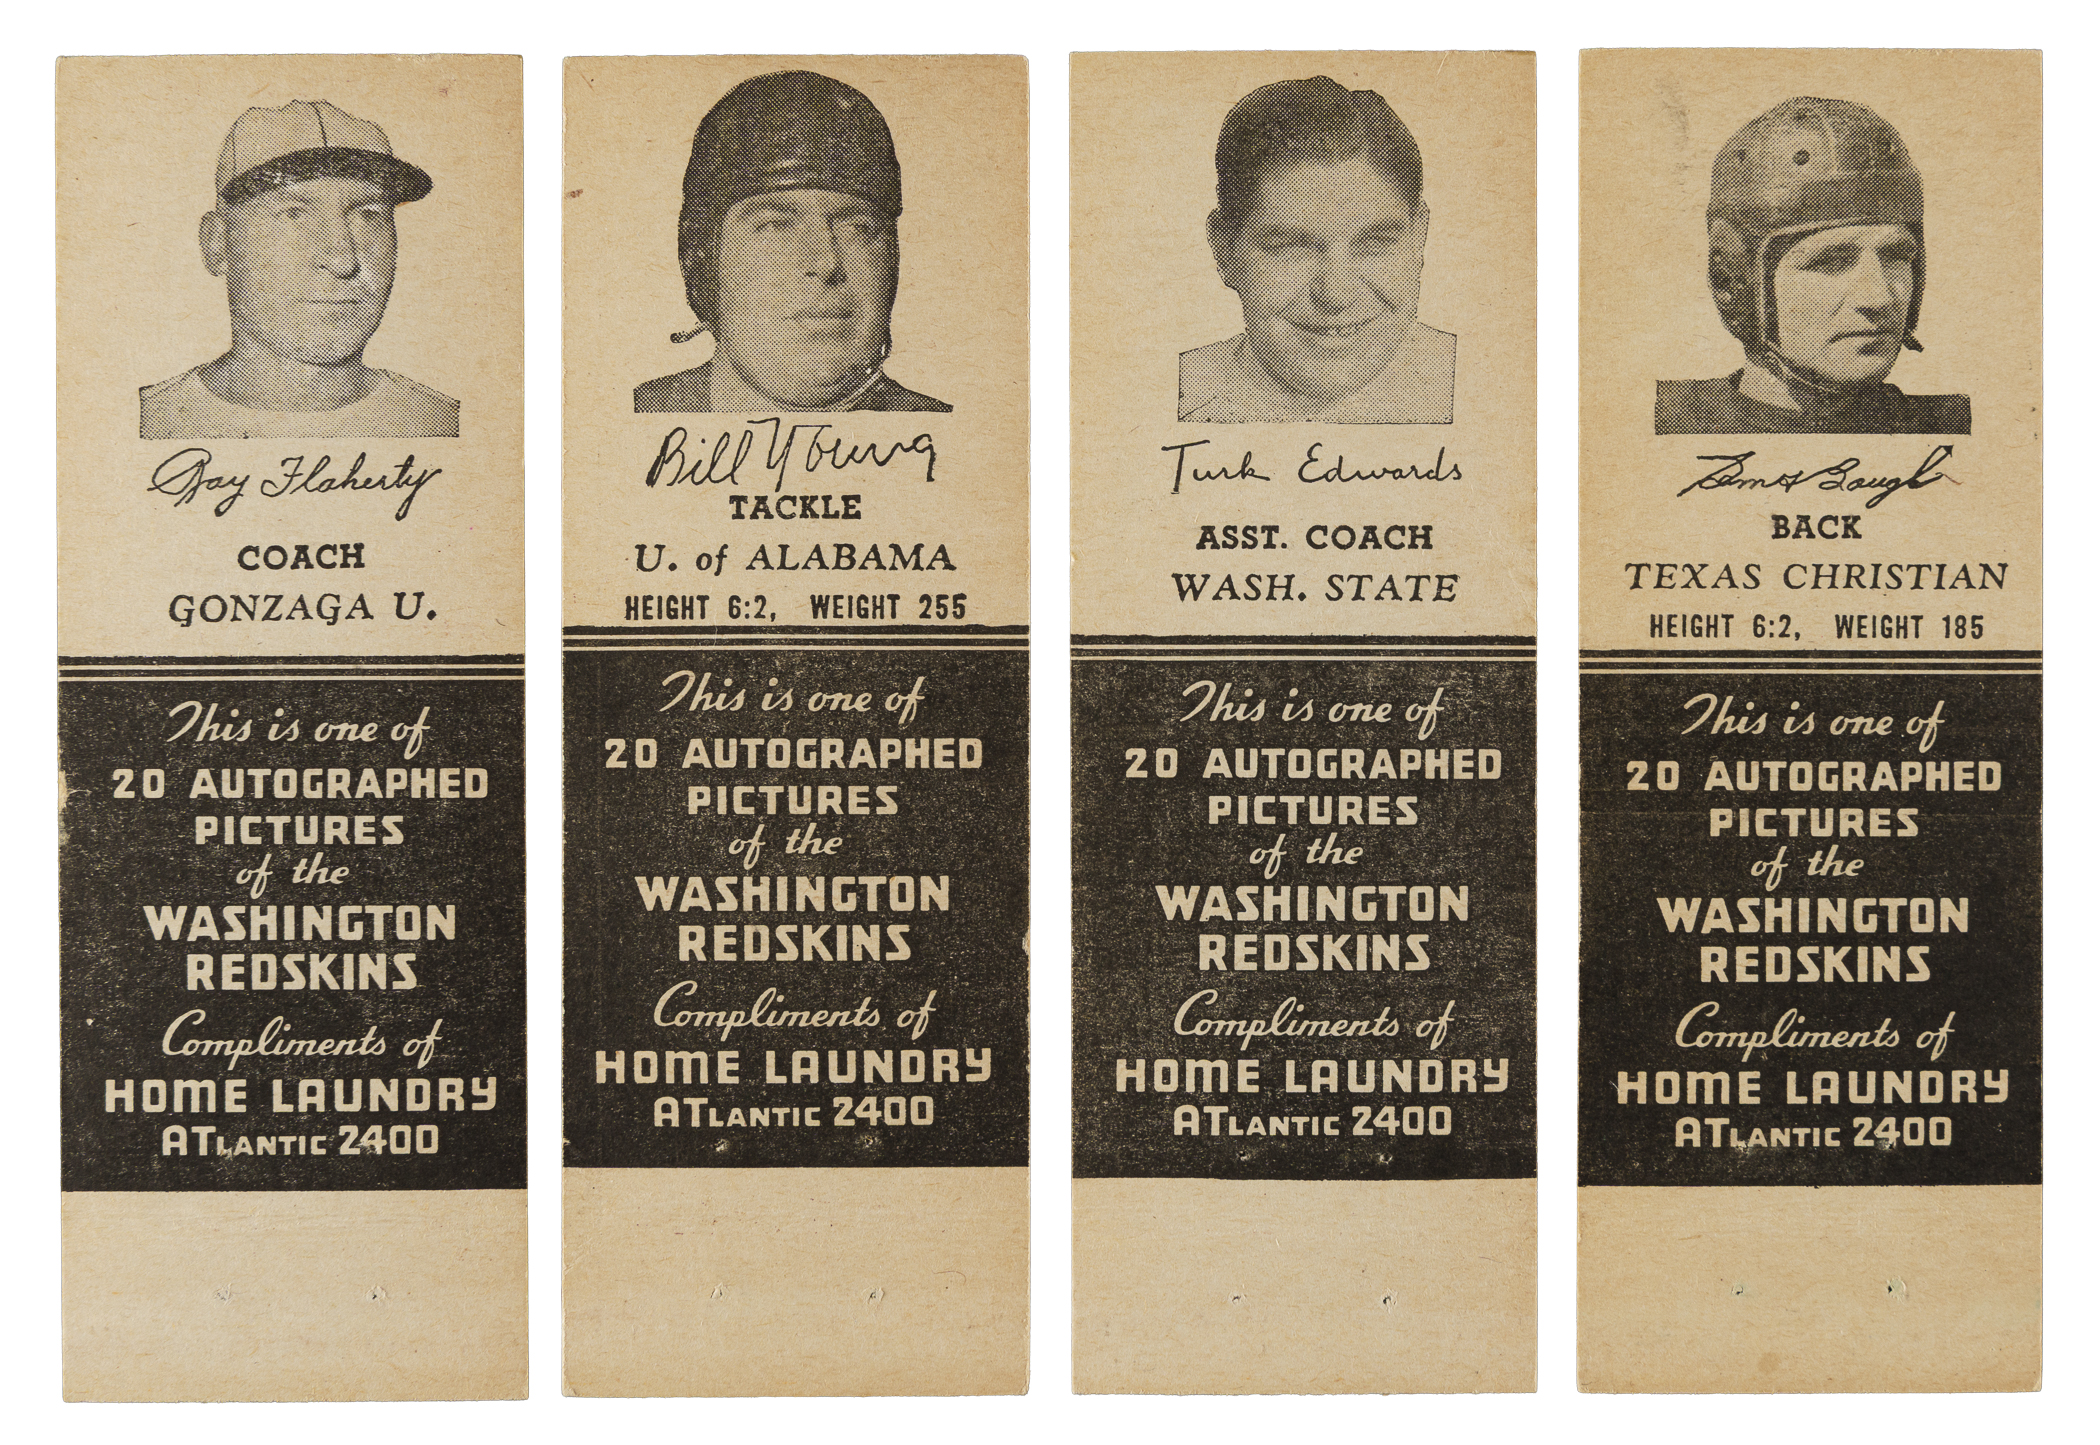 Ray Flaherty
COACH
GONZAGA U.
This is one of
20 AUTOGRAPHED
PICTURES
of the
WASHINGTON
REDSKINS
Compliments of
HOME LAUNDRY
ATLANTIC 2400
Bill Young
TACKLE
U. of ALABAMA
HEIGHT 6:2, WEIGHT 255
This is one of
20 AUTOGRAPHED
PICTURES
of the
WASHINGTON
REDSKINS
Compliments of
HOME LAUNDRY
ATLANTIC 2400
Turk Edwards
ASST. COACH
WASH. STATE
This is one of
20 AUTOGRAPHED
PICTURES
of the
WASHINGTON
REDSKINS
Compliments of
HOME LAUNDRY
ATLANTIC 2400
Sam Baugh
BACK
TEXAS CHRISTIAN
HEIGHT 6:2, WEIGHT 185
This is one of
20 AUTOGRAPHED
PICTURES
of the
WASHINGTON
REDSKINS
Compliments of
HOME LAUNDRY
ATLANTIC 2400